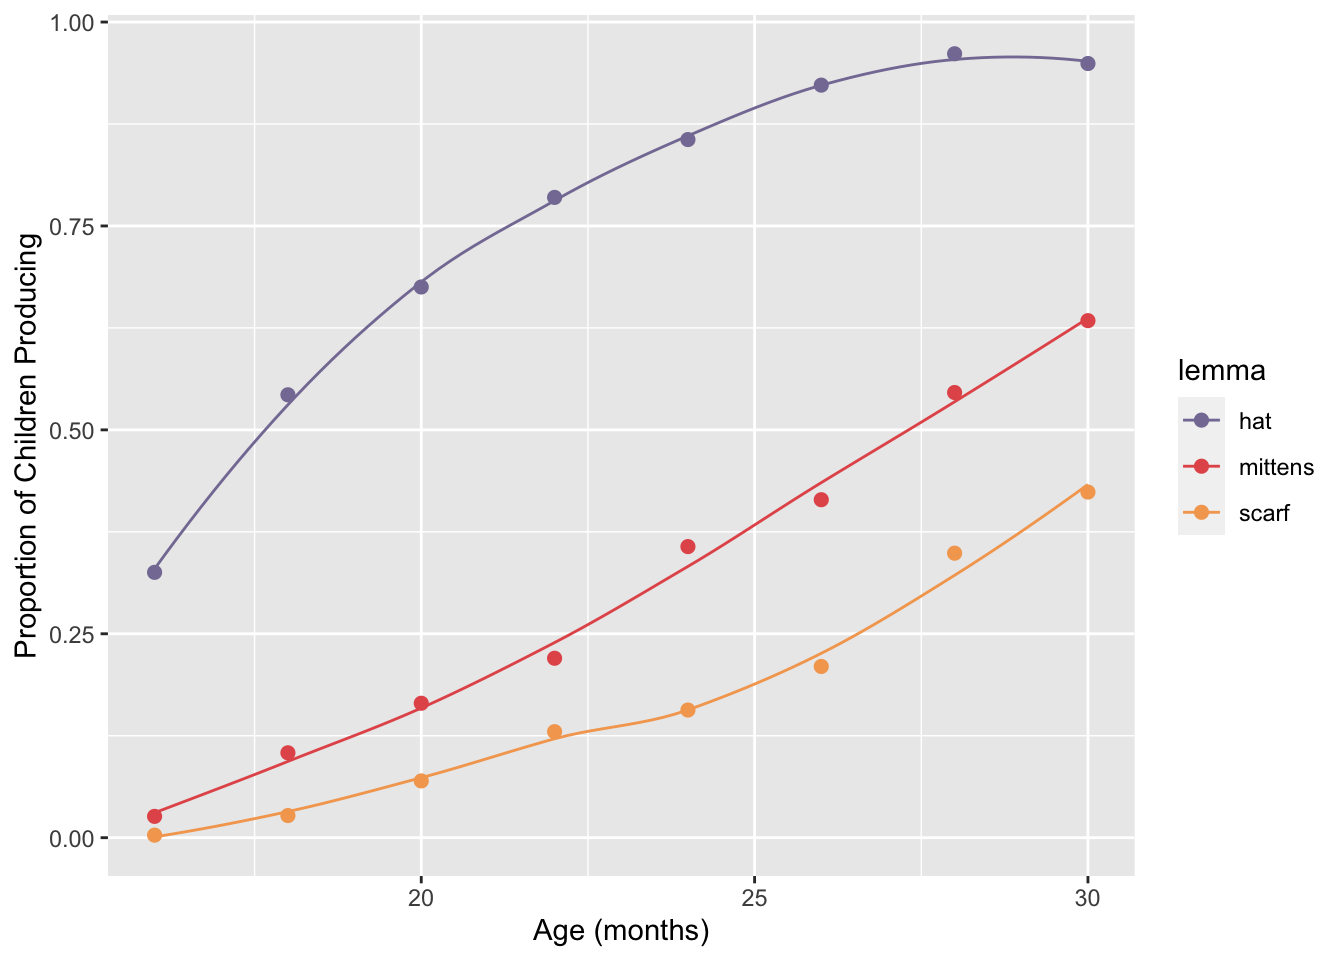 1.00
0.75
0.50
0.25
0.00
Proportion of Children Producing
20
25
30
Age (months)
lemma
hat
mittens
scarf